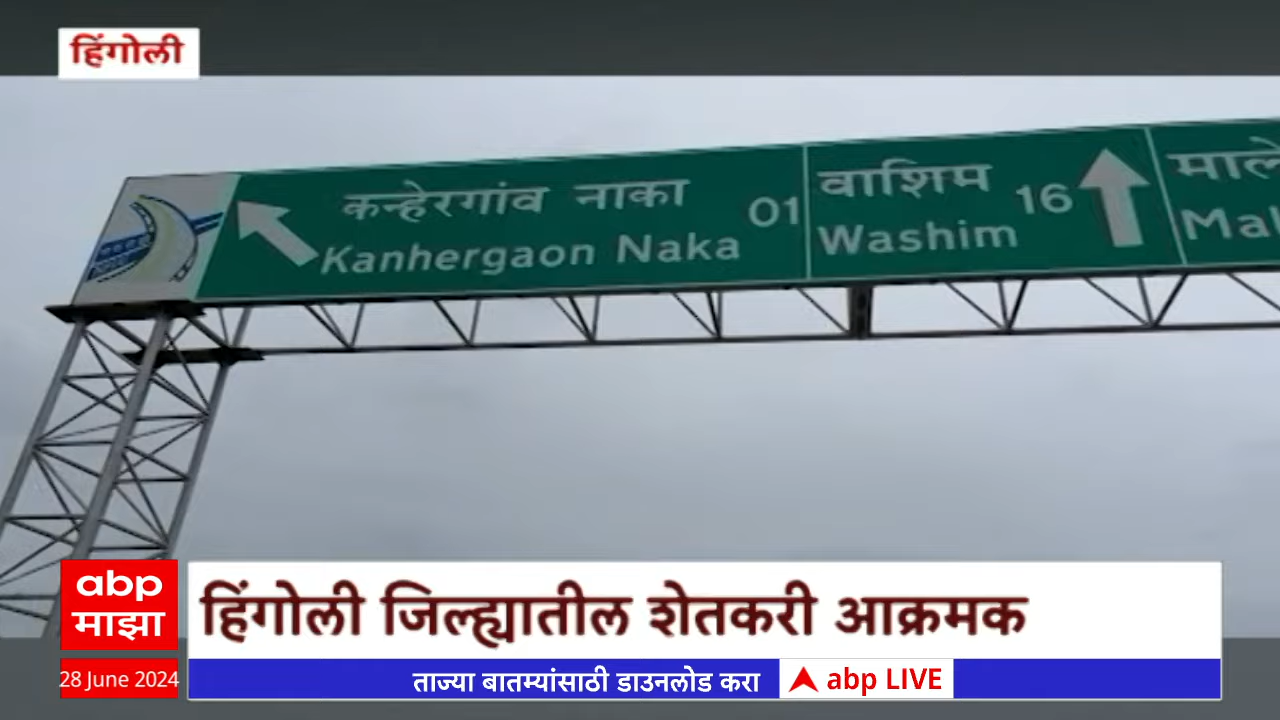 हिंगोली
कन्हेरगांव नाका 01
Kanhergaon Naka
वाशिम 16
Washim
abp
माझा
हिंगोली जिल्ह्यातील शेतकरी आक्रमक
28 June 2024
ताज्या बातम्यांसाठी डाउनलोड करा abp LIVE